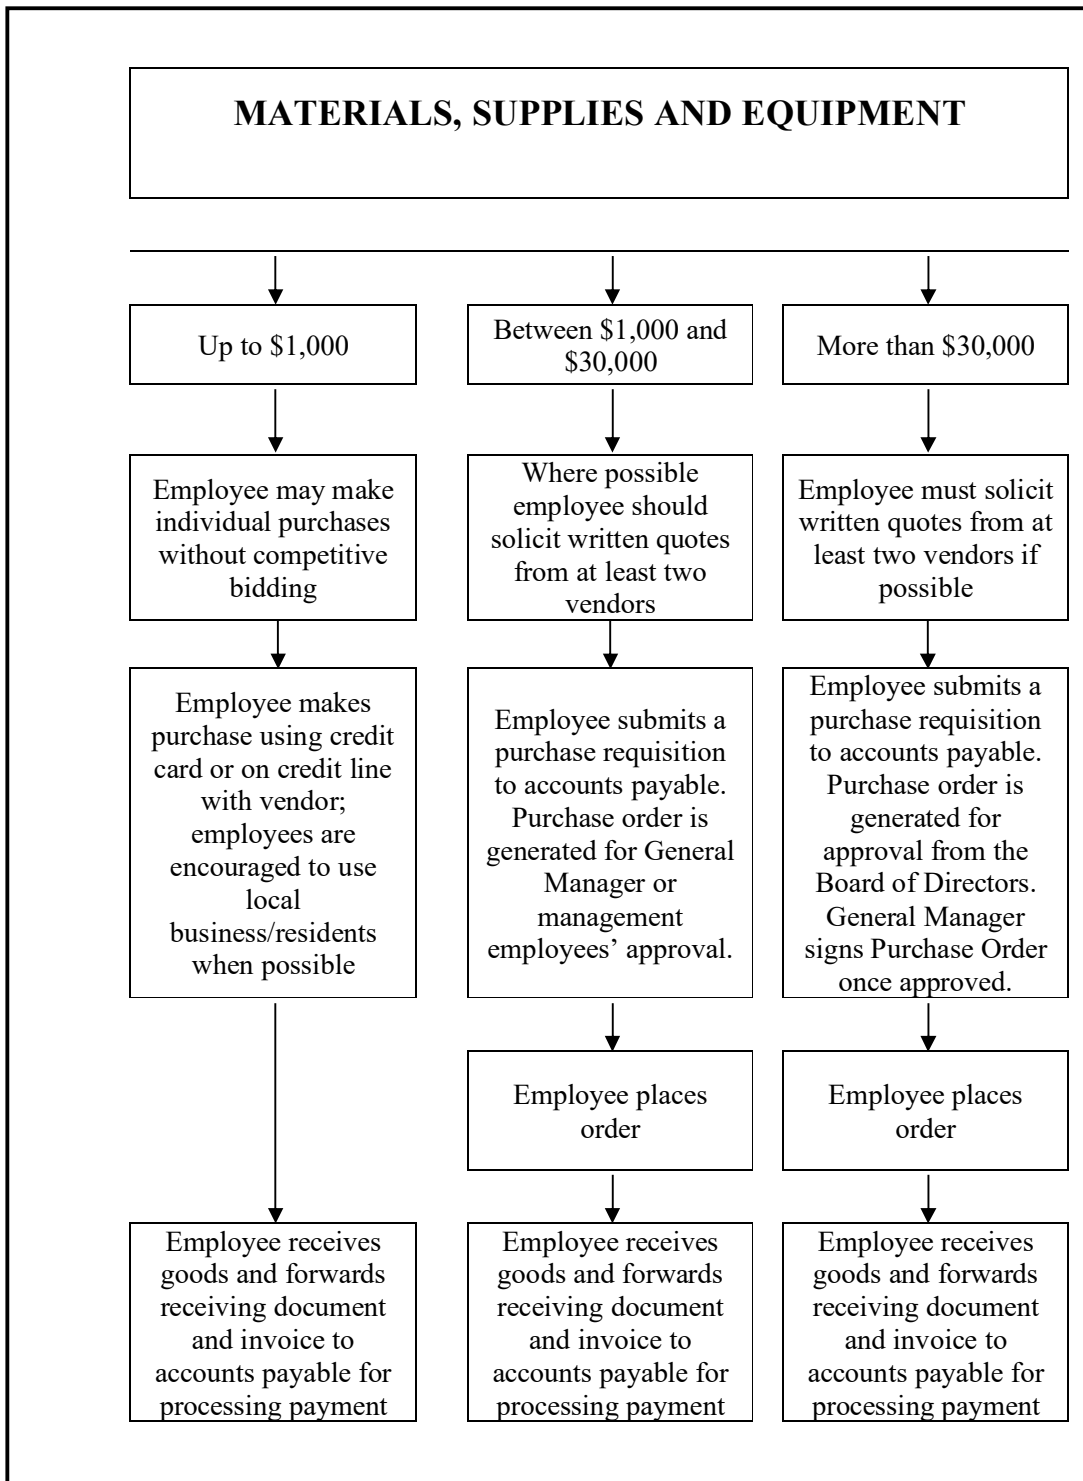 MATERIALS, SUPPLIES AND EQUIPMENT
Up to $1,000
Between $1,000 and
$30,000
More than $30,000
Employee may make
individual purchases
without competitive
bidding
Where possible
employee should
solicit written quotes
from at least two
vendors
Employee must solicit
written quotes from at
least two vendors if
possible
Employee makes
purchase using credit
card or on credit line
with vendor;
employees are
encouraged to use
local
business/residents
when possible
Employee submits a
purchase requisition
to accounts payable.
Purchase order is
generated for General
Manager or
management
employees’ approval.
Employee submits a
purchase requisition
to accounts payable.
Purchase order is
generated for
approval from the
Board of Directors.
General Manager
signs Purchase Order
once approved.
Employee places
order
Employee places
order
Employee receives
goods and forwards
receiving document
and invoice to
accounts payable for
processing payment
Employee receives
goods and forwards
receiving document
and invoice to
accounts payable for
processing payment
Employee receives
goods and forwards
receiving document
and invoice to
accounts payable for
processing payment